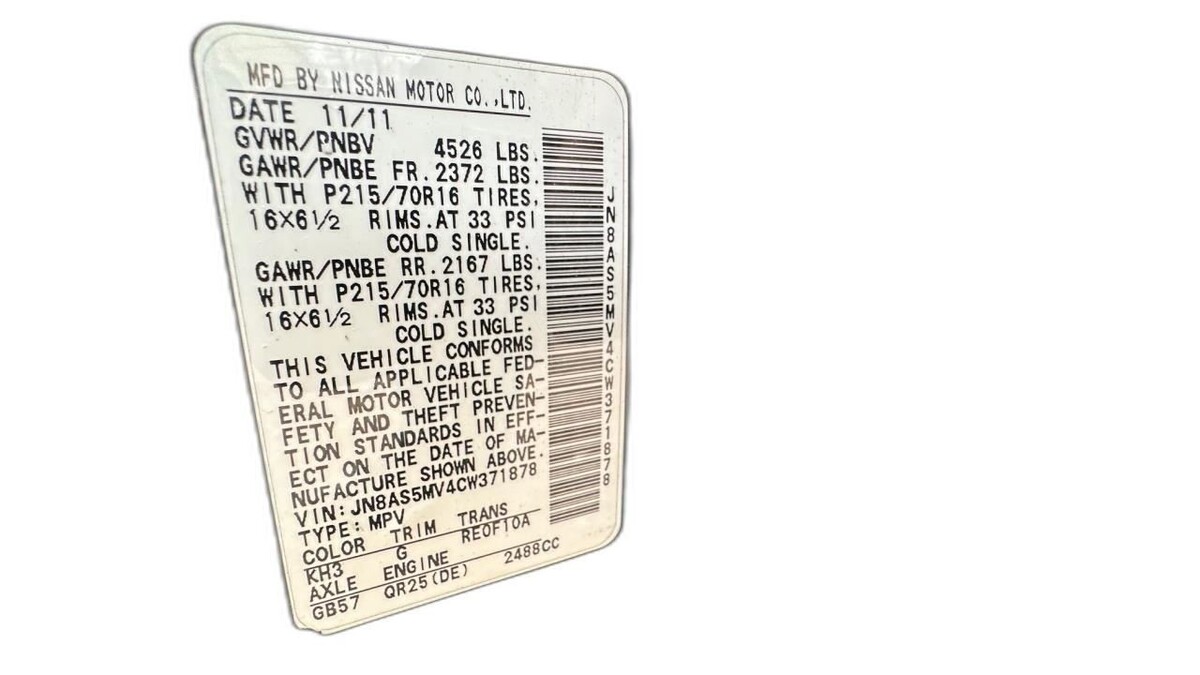 MFD BY NISSAN MOTOR CO.,LTD.
DATE 11/11
GVWR/PNBV 4526 LBS.
GAWR/PNBE FR.2372 LBS.
WITH P215/70R16 TIRES,
16×6½ RIMS.AT 33 PSI
COLD SINGLE.
GAWR/PNBE RR.2167 LBS.
WITH P215/70R16 TIRES,
16×6½ RIMS.AT 33 PSI
COLD SINGLE.
THIS VEHICLE CONFORMS
TO ALL APPLICABLE FED-
ERAL MOTOR VEHICLE SA-
FETY AND THEFT PREVEN-
TION STANDARDS IN EFF-
ECT ON THE DATE OF MA-
NUFACTURE SHOWN ABOVE.
VIN:JN8AS5MV4CW371878
TYPE:MPV
COLOR TRIM TRANS
KH3 G RE0F10A
AXLE ENGINE
GB57 QR25(DE) 2488CC
JN8AS5MV4CW371878